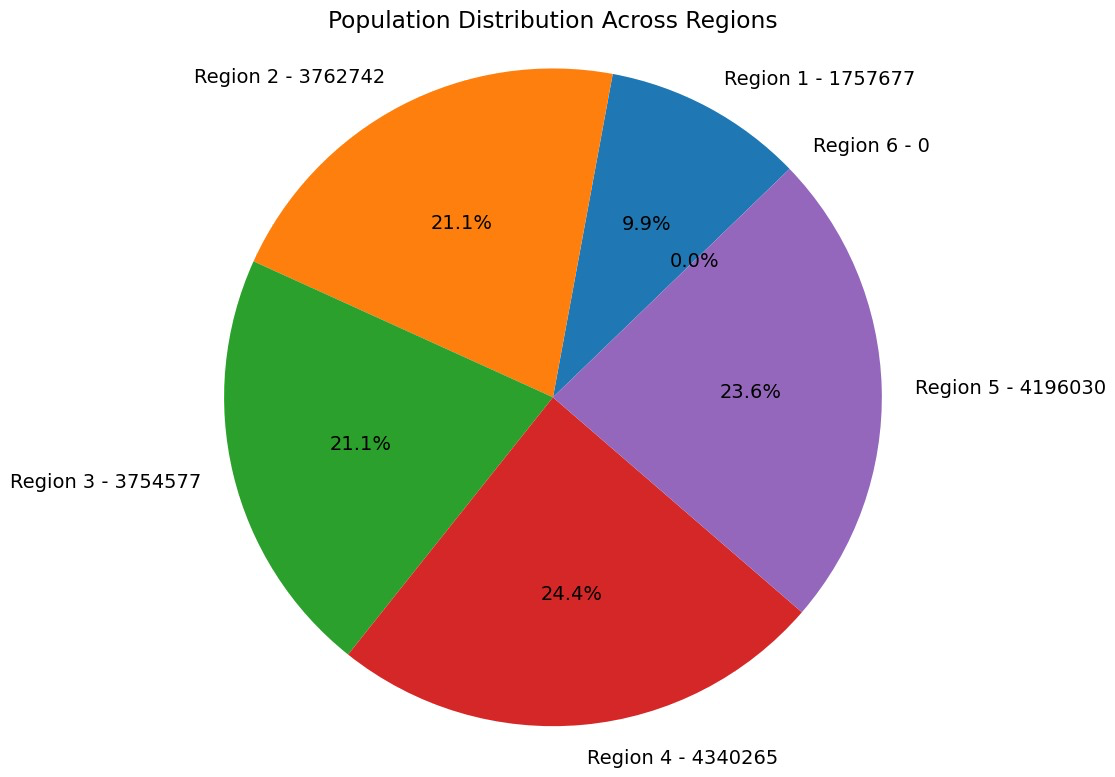 Population Distribution Across Regions
Region 2 - 3762742
Region 1 - 1757677
Region 6 - 0
21.1%
9.9%
0.0%
23.6%
Region 5 - 4196030
21.1%
Region 3 - 3754577
24.4%
Region 4 - 4340265